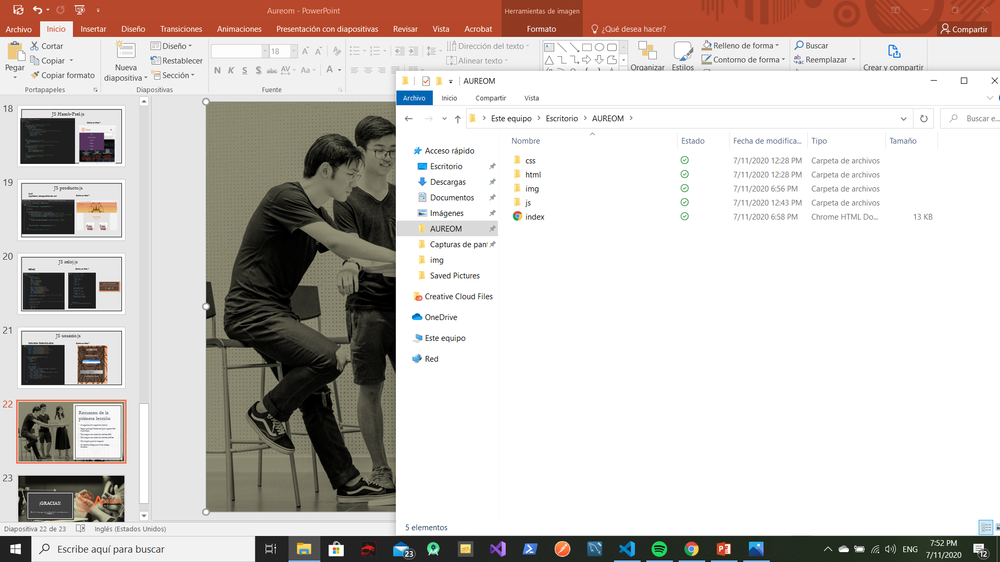 Aureom - PowerPoint
Herramientas de imagen
Archivo
Inicio
Insertar
Diseño
Transiciones
Animaciones
Presentación con diapositivas
Revisar
Vista
Acrobat
Formato
¿Qué desea hacer?
Compartir
Pegar
Cortar
Copiar
Copiar formato
Portapapeles
Nueva
diapositiva
Diseño
Restablecer
Sección
Diapositivas
18
N K S S abc AV Aa A
Fuente
Dirección del texto
Alinear texto
Organizar
Estilos
Relleno de forma
Contorno de forma
Buscar
Reemplazar
Crear y compartir
18
JS Hamb-Prel.js
19
JS producto.js
20
JS reloj.js
RELOJ
21
JS usuario.js
22
Resumen de la
primera lección
23
¡GRACIAS!
AUREOM
Diapositiva 22 de 23
Inglés (Estados Unidos)
AUREOM
Archivo
Inicio
Compartir
Vista
Este equipo
Escritorio
AUREOM
Buscar e...
Acceso rápido
Escritorio
Descargas
Documentos
Imágenes
AUREOM
Capturas de pant
img
Saved Pictures
Creative Cloud Files
OneDrive
Este equipo
Red
Nombre Estado Fecha de modifica... Tipo Tamaño
css 7/11/2020 12:28 PM Carpeta de archivos
html 7/11/2020 12:28 PM Carpeta de archivos
img 7/11/2020 6:56 PM Carpeta de archivos
js 7/11/2020 12:43 PM Carpeta de archivos
index 7/11/2020 6:58 PM Chrome HTML Do... 13 KB
5 elementos
Escribe aquí para buscar
23
ENG
7:52 PM
7/11/2020
12